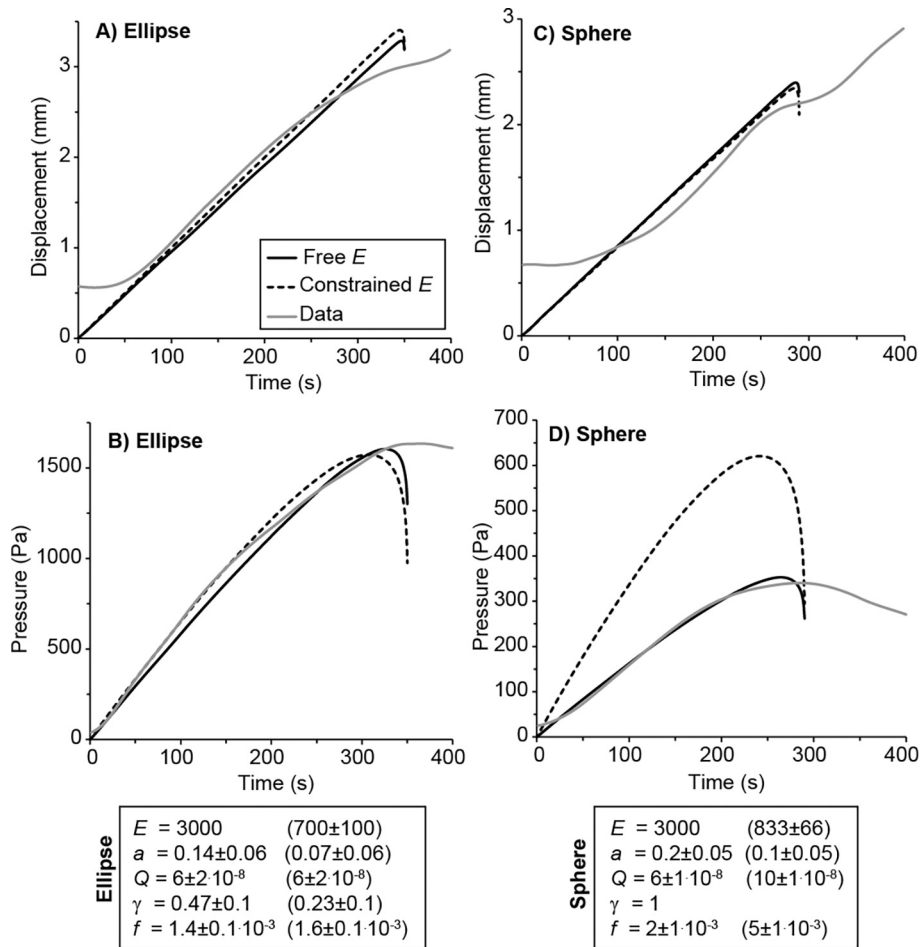 A) Ellipse
3
2
1
0
Displacement (mm)
Free E
Constrained E
Data
0 100 200 300 400
Time (s)
C) Sphere
3
2
1
0
Displacement (mm)
0 100 200 300 400
Time (s)
B) Ellipse
1500
1000
500
0
Pressure (Pa)
0 100 200 300 400
Time (s)
D) Sphere
700
600
500
400
300
200
100
0
Pressure (Pa)
0 100 200 300 400
Time (s)
Ellipse
E = 3000 (700±100)
a = 0.14±0.06 (0.07±0.06)
Q = 6±2·10⁻⁸ (6±2·10⁻⁸)
γ = 0.47±0.1 (0.23±0.1)
f = 1.4±0.1·10⁻³ (1.6±0.1·10⁻³)
Sphere
E = 3000 (833±66)
a = 0.2±0.05 (0.1±0.05)
Q = 6±1·10⁻⁸ (10±1·10⁻⁸)
γ = 1
f = 2±1·10⁻³ (5±1·10⁻³)